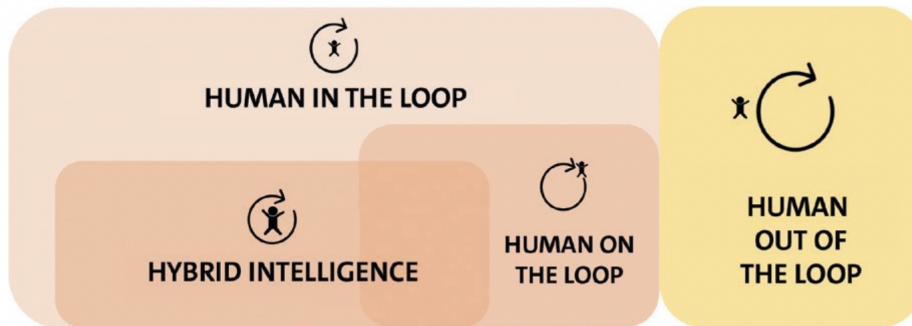 HUMAN IN THE LOOP
HYBRID INTELLIGENCE
HUMAN ON
THE LOOP
HUMAN
OUT OF
THE LOOP